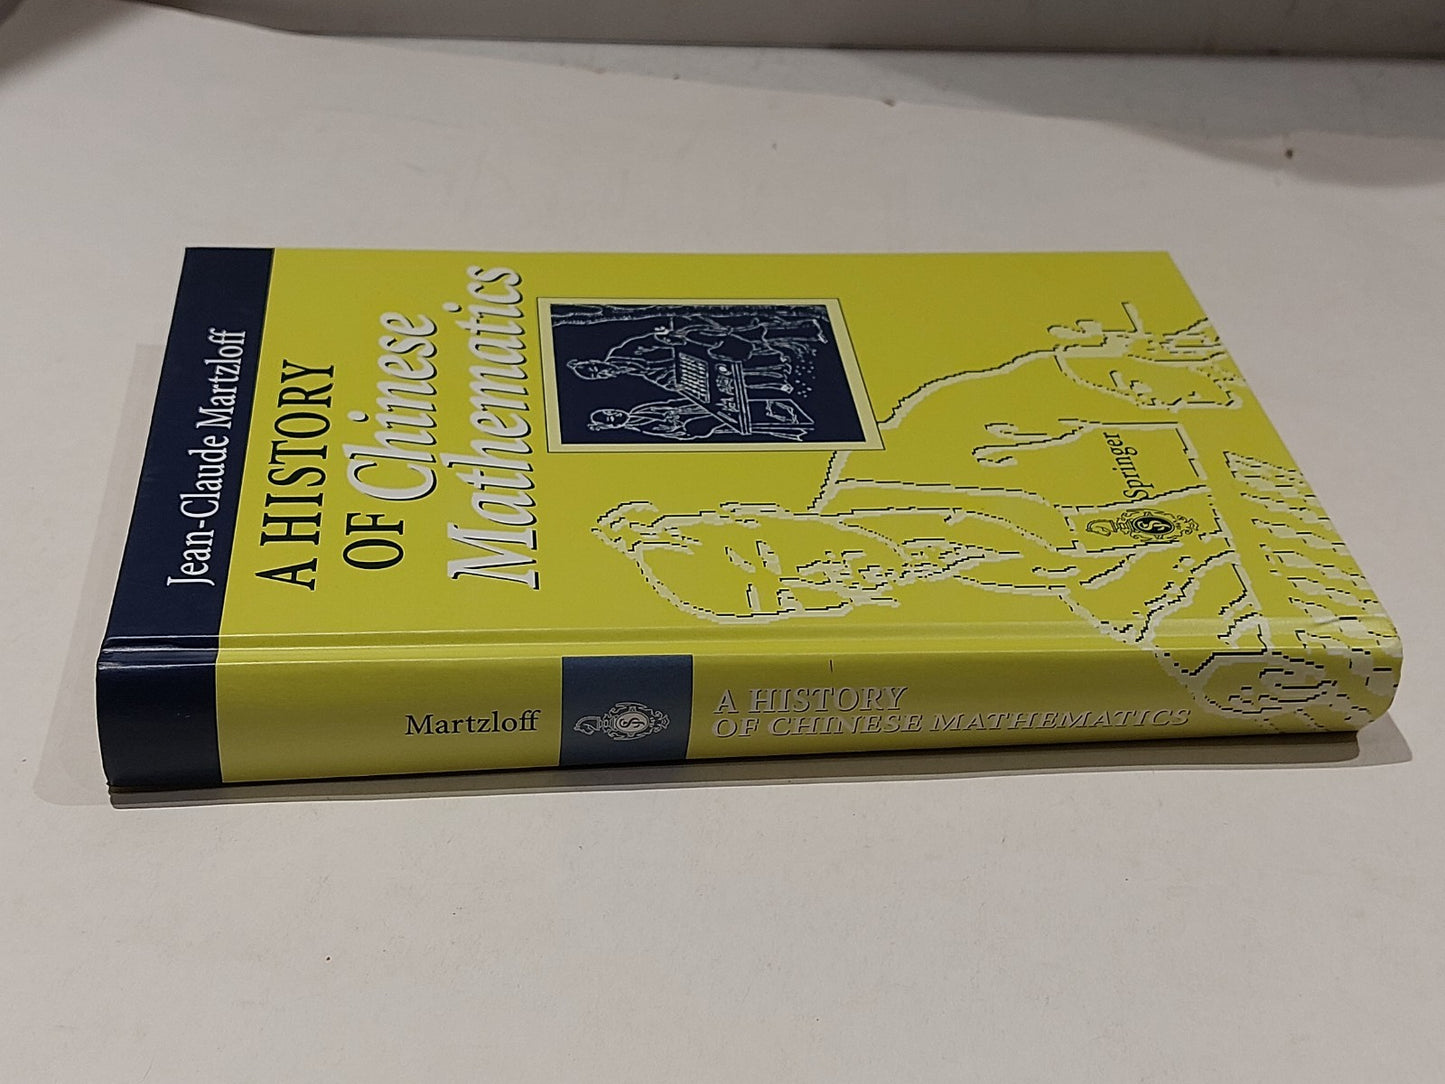 Jean-Claude Martzloff
A HISTORY
OF Chinese
Mathematics
Springer
Martzloff
A HISTORY
OF CHINESE MATHEMATICS